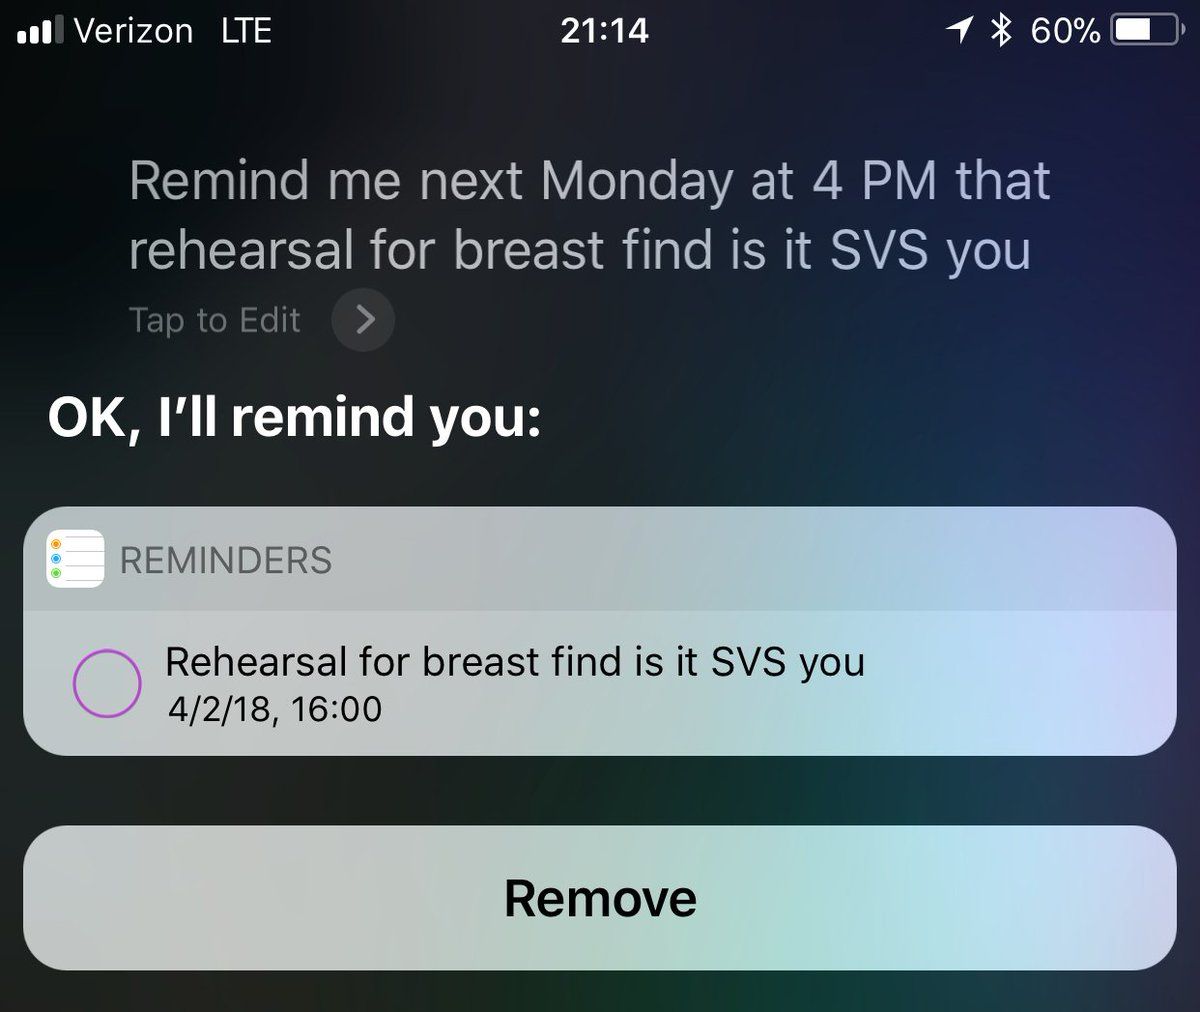 Verizon LTE 21:14 60%
Remind me next Monday at 4 PM that
rehearsal for breast find is it SVS you
Tap to Edit
OK, I’ll remind you:
REMINDERS
Rehearsal for breast find is it SVS you
4/2/18, 16:00
Remove